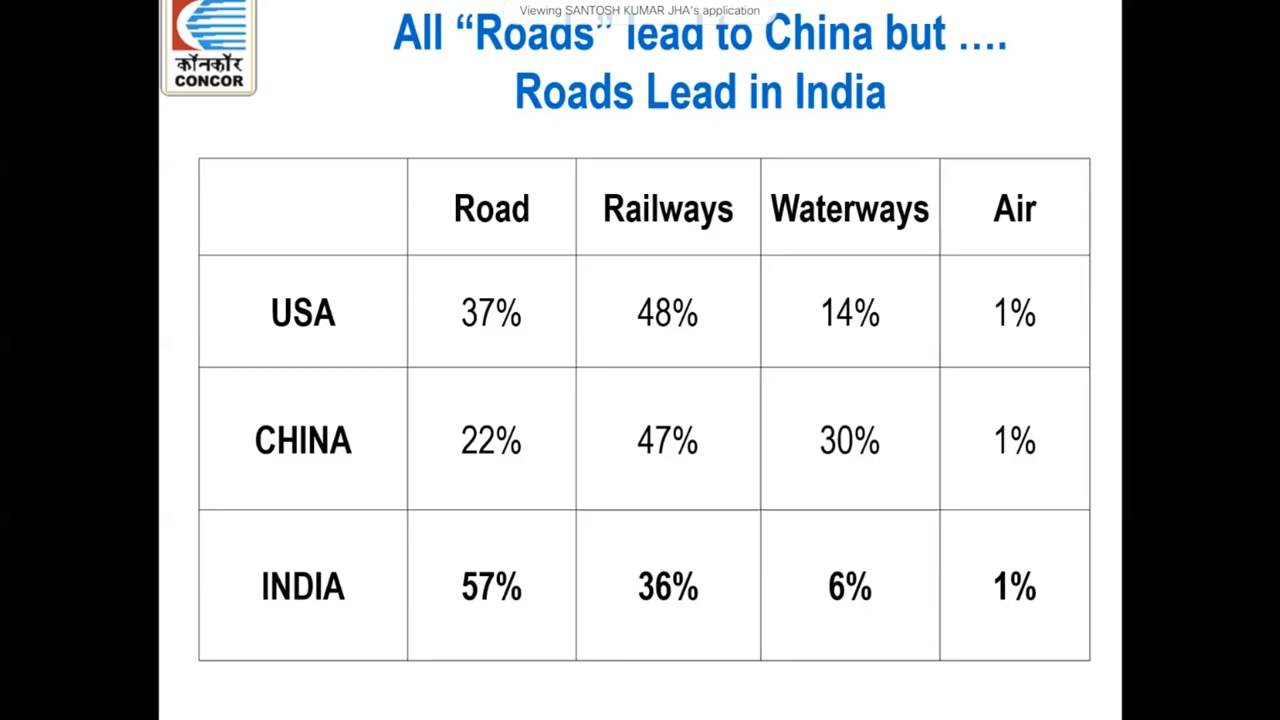 Viewing SANTOSH KUMAR JHA's application
कॉनकॉर
CONCOR
All “Roads” lead to China but ….
Roads Lead in India
Road Railways Waterways Air
USA 37% 48% 14% 1%
CHINA 22% 47% 30% 1%
INDIA 57% 36% 6% 1%